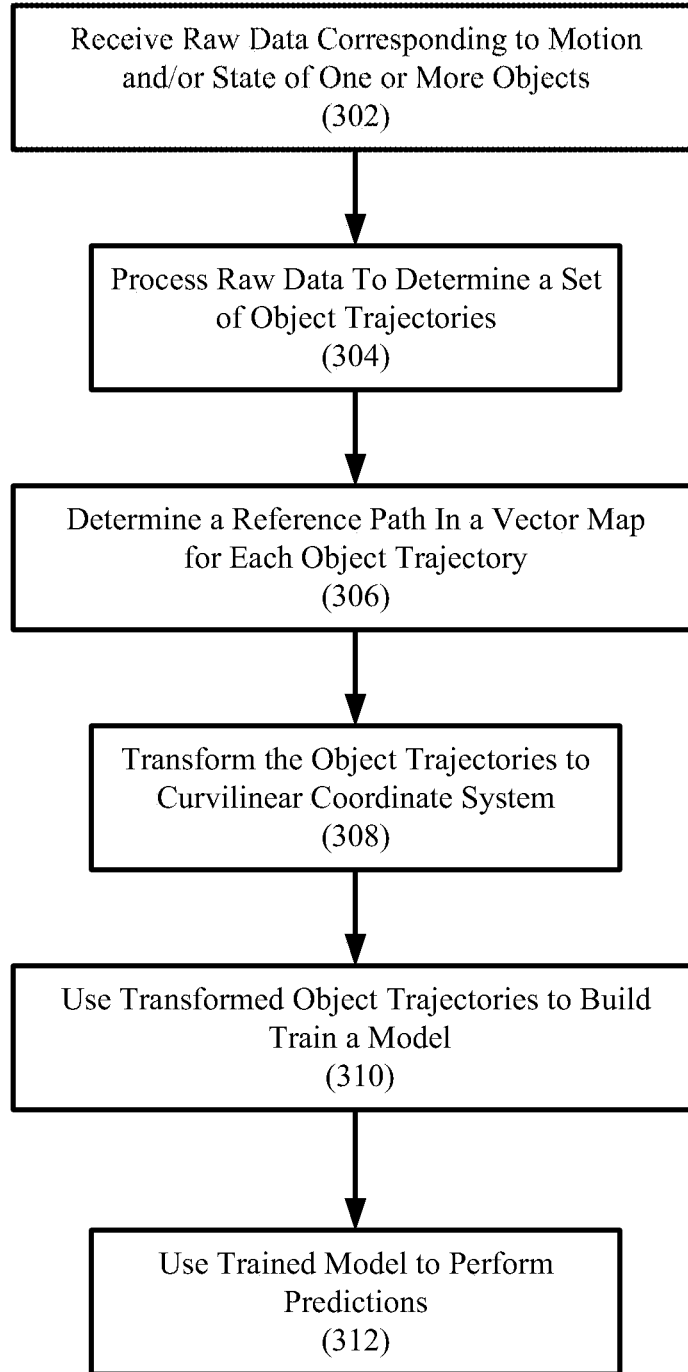 Receive Raw Data Corresponding to Motion
and/or State of One or More Objects
(302)
Process Raw Data To Determine a Set
of Object Trajectories
(304)
Determine a Reference Path In a Vector Map
for Each Object Trajectory
(306)
Transform the Object Trajectories to
Curvilinear Coordinate System
(308)
Use Transformed Object Trajectories to Build
Train a Model
(310)
Use Trained Model to Perform
Predictions
(312)